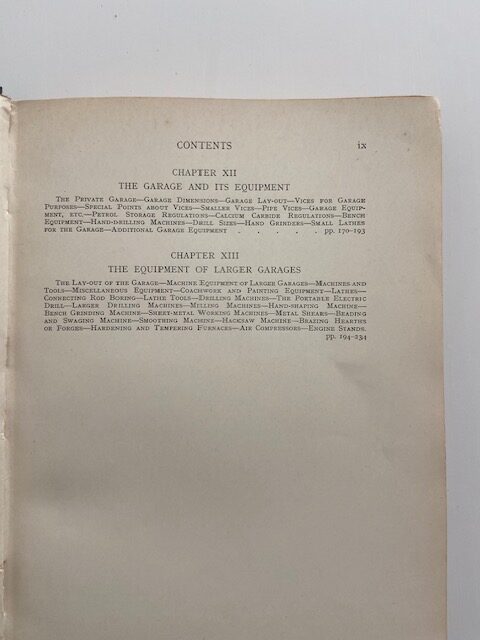 CONTENTS ix
CHAPTER XII
THE GARAGE AND ITS EQUIPMENT
The Private Garage—Garage Dimensions—Garage Lay-out—Vices for Garage
Purposes—Special Points about Vices—Smaller Vices—Pipe Vices—Garage Equip-
ment, etc.—Petrol Storage Regulations—Calcium Carbide Regulations—Bench
Equipment—Hand-drilling Machines—Drill Sizes—Hand Grinders—Small Lathes
for the Garage—Additional Garage Equipment . . . . . pp. 170-193
CHAPTER XIII
THE EQUIPMENT OF LARGER GARAGES
The Lay-out of the Garage—Machine Equipment of Larger Garages—Machines and
Tools—Miscellaneous Equipment—Coachwork and Painting Equipment—Lathes—
Connecting Rod Boring—Lathe Tools—Drilling Machines—The Portable Electric
Drill—Larger Drilling Machines—Milling Machines—Hand-shaping Machine—
Bench Grinding Machine—Sheet-metal Working Machines—Metal Shears—Beading
and Swaging Machine—Smoothing Machine—Hacksaw Machine—Brazing Hearths
or Forges—Hardening and Tempering Furnaces—Air Compressors—Engine Stands.
pp. 194-234